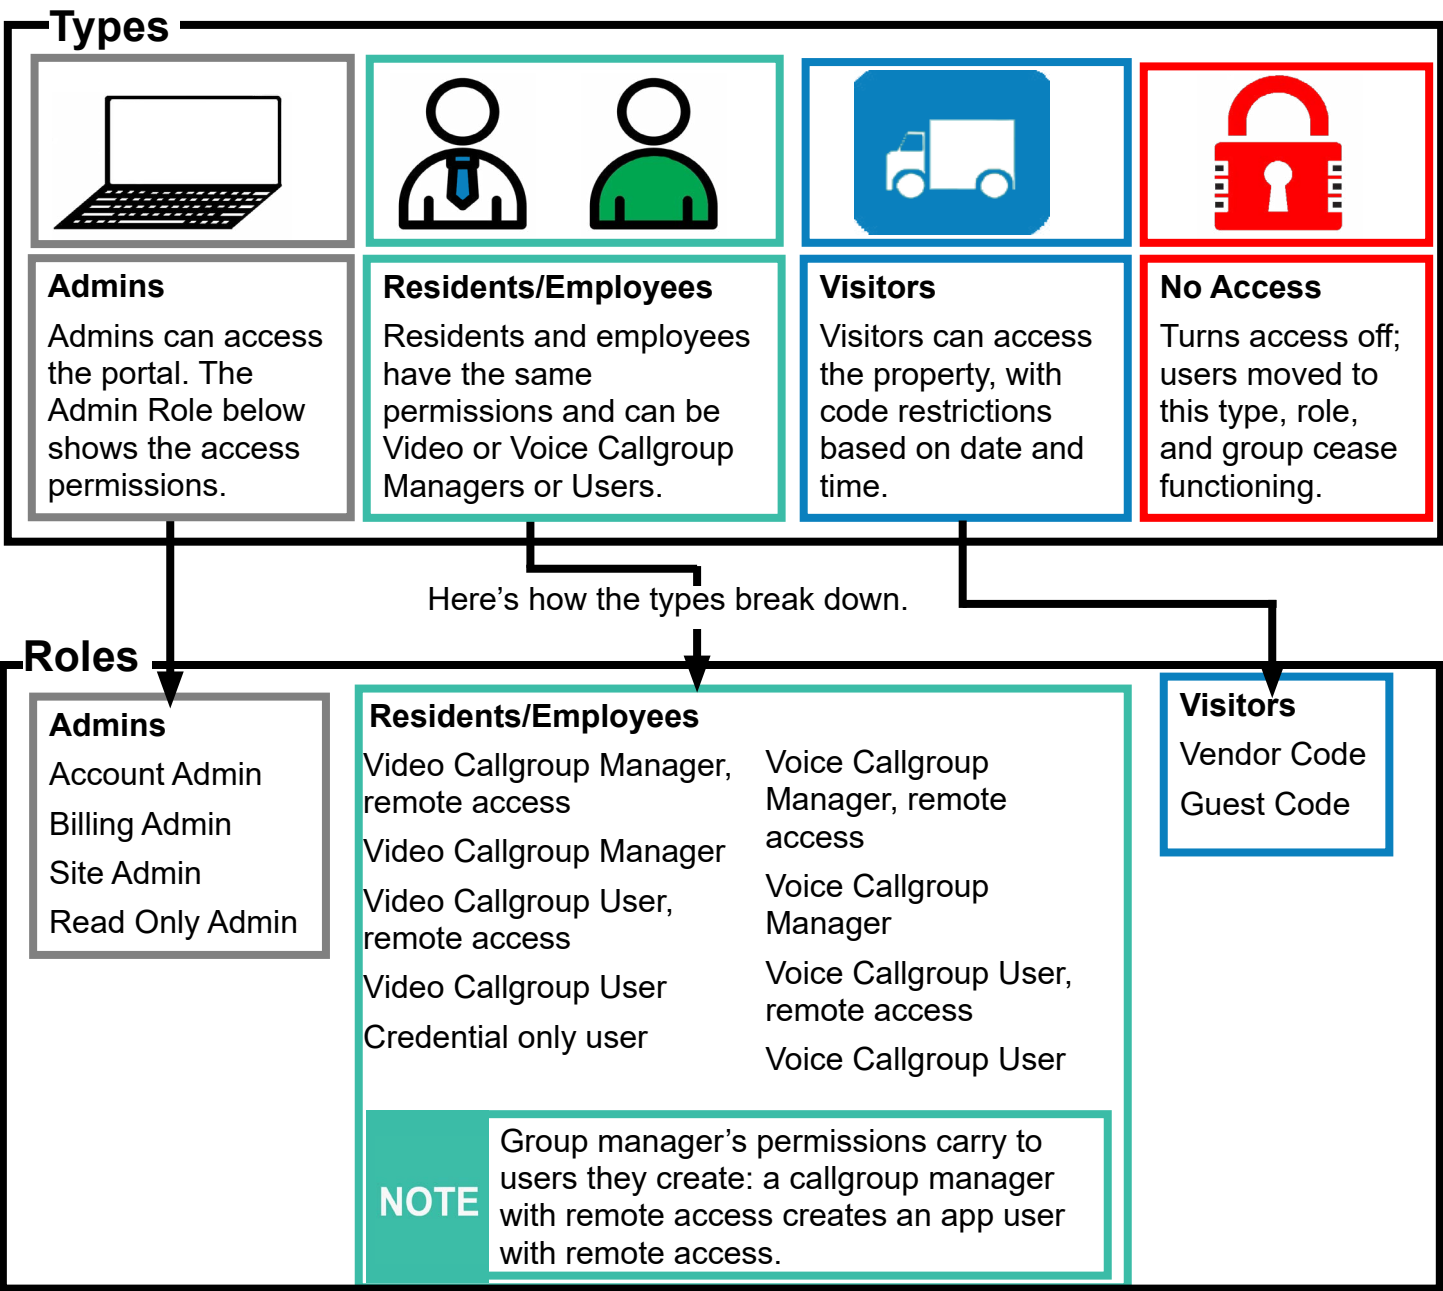 Types
Admins
Admins can access
the portal. The
Admin Role below
shows the access
permissions.
Residents/Employees
Residents and employees
have the same
permissions and can be
Video or Voice Callgroup
Managers or Users.
Visitors
Visitors can access
the property, with
code restrictions
based on date and
time.
No Access
Turns access off;
users moved to
this type, role,
and group cease
functioning.
Here’s how the types break down.
Roles
Admins
Account Admin
Billing Admin
Site Admin
Read Only Admin
Residents/Employees
Video Callgroup Manager,
remote access
Video Callgroup Manager
Video Callgroup User,
remote access
Video Callgroup User
Credential only user
Voice Callgroup
Manager, remote
access
Voice Callgroup
Manager
Voice Callgroup User,
remote access
Voice Callgroup User
NOTE
Group manager’s permissions carry to
users they create: a callgroup manager
with remote access creates an app user
with remote access.
Visitors
Vendor Code
Guest Code